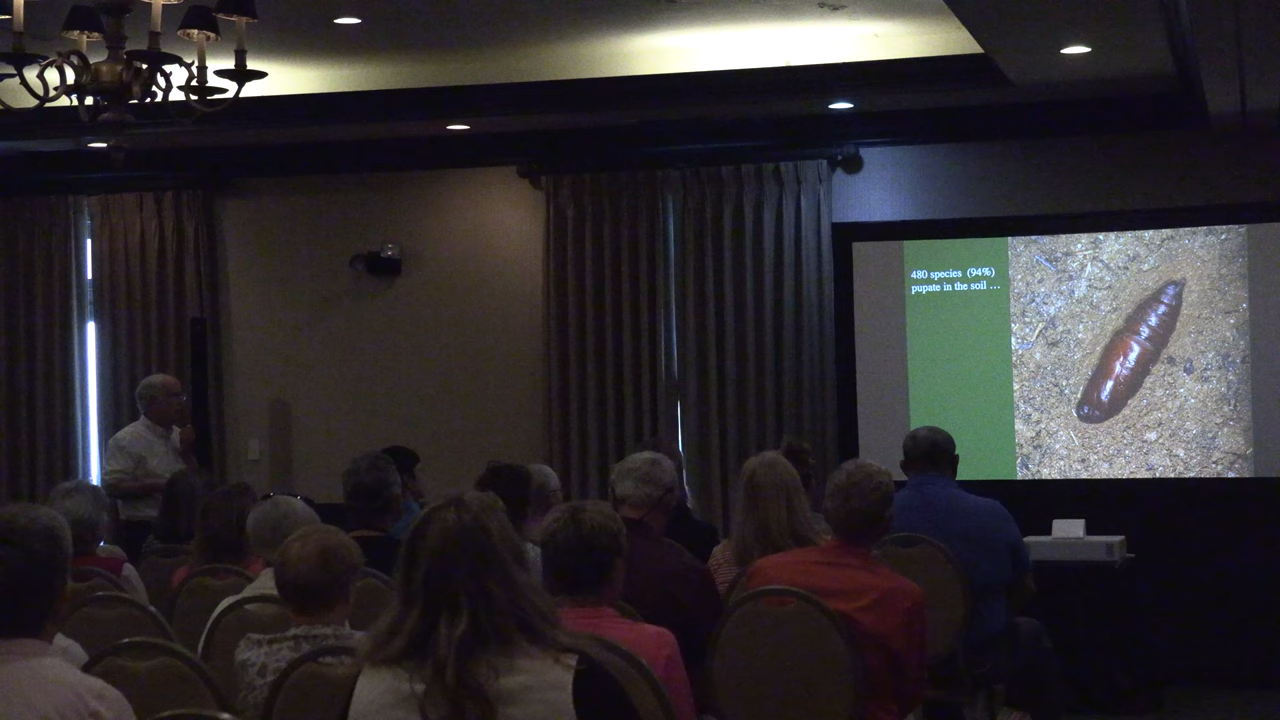 480 species (94%)
pupate in the soil ...